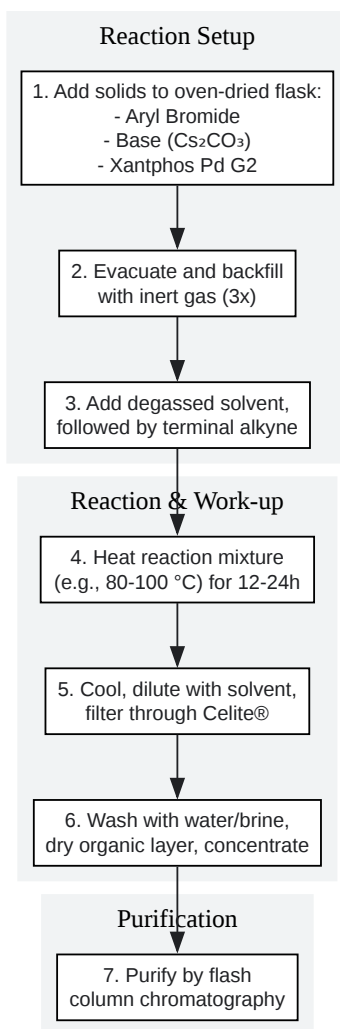 Reaction Setup
1. Add solids to oven-dried flask:
- Aryl Bromide
- Base (Cs₂CO₃)
- Xantphos Pd G2
2. Evacuate and backfill
with inert gas (3x)
3. Add degassed solvent,
followed by terminal alkyne
Reaction & Work-up
4. Heat reaction mixture
(e.g., 80-100 °C) for 12-24h
5. Cool, dilute with solvent,
filter through Celite®
6. Wash with water/brine,
dry organic layer, concentrate
Purification
7. Purify by flash
column chromatography